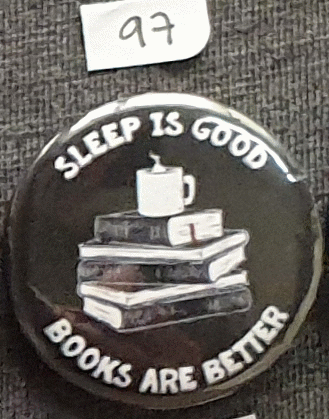 97
SLEEP IS GOOD
BOOKS ARE BETTER